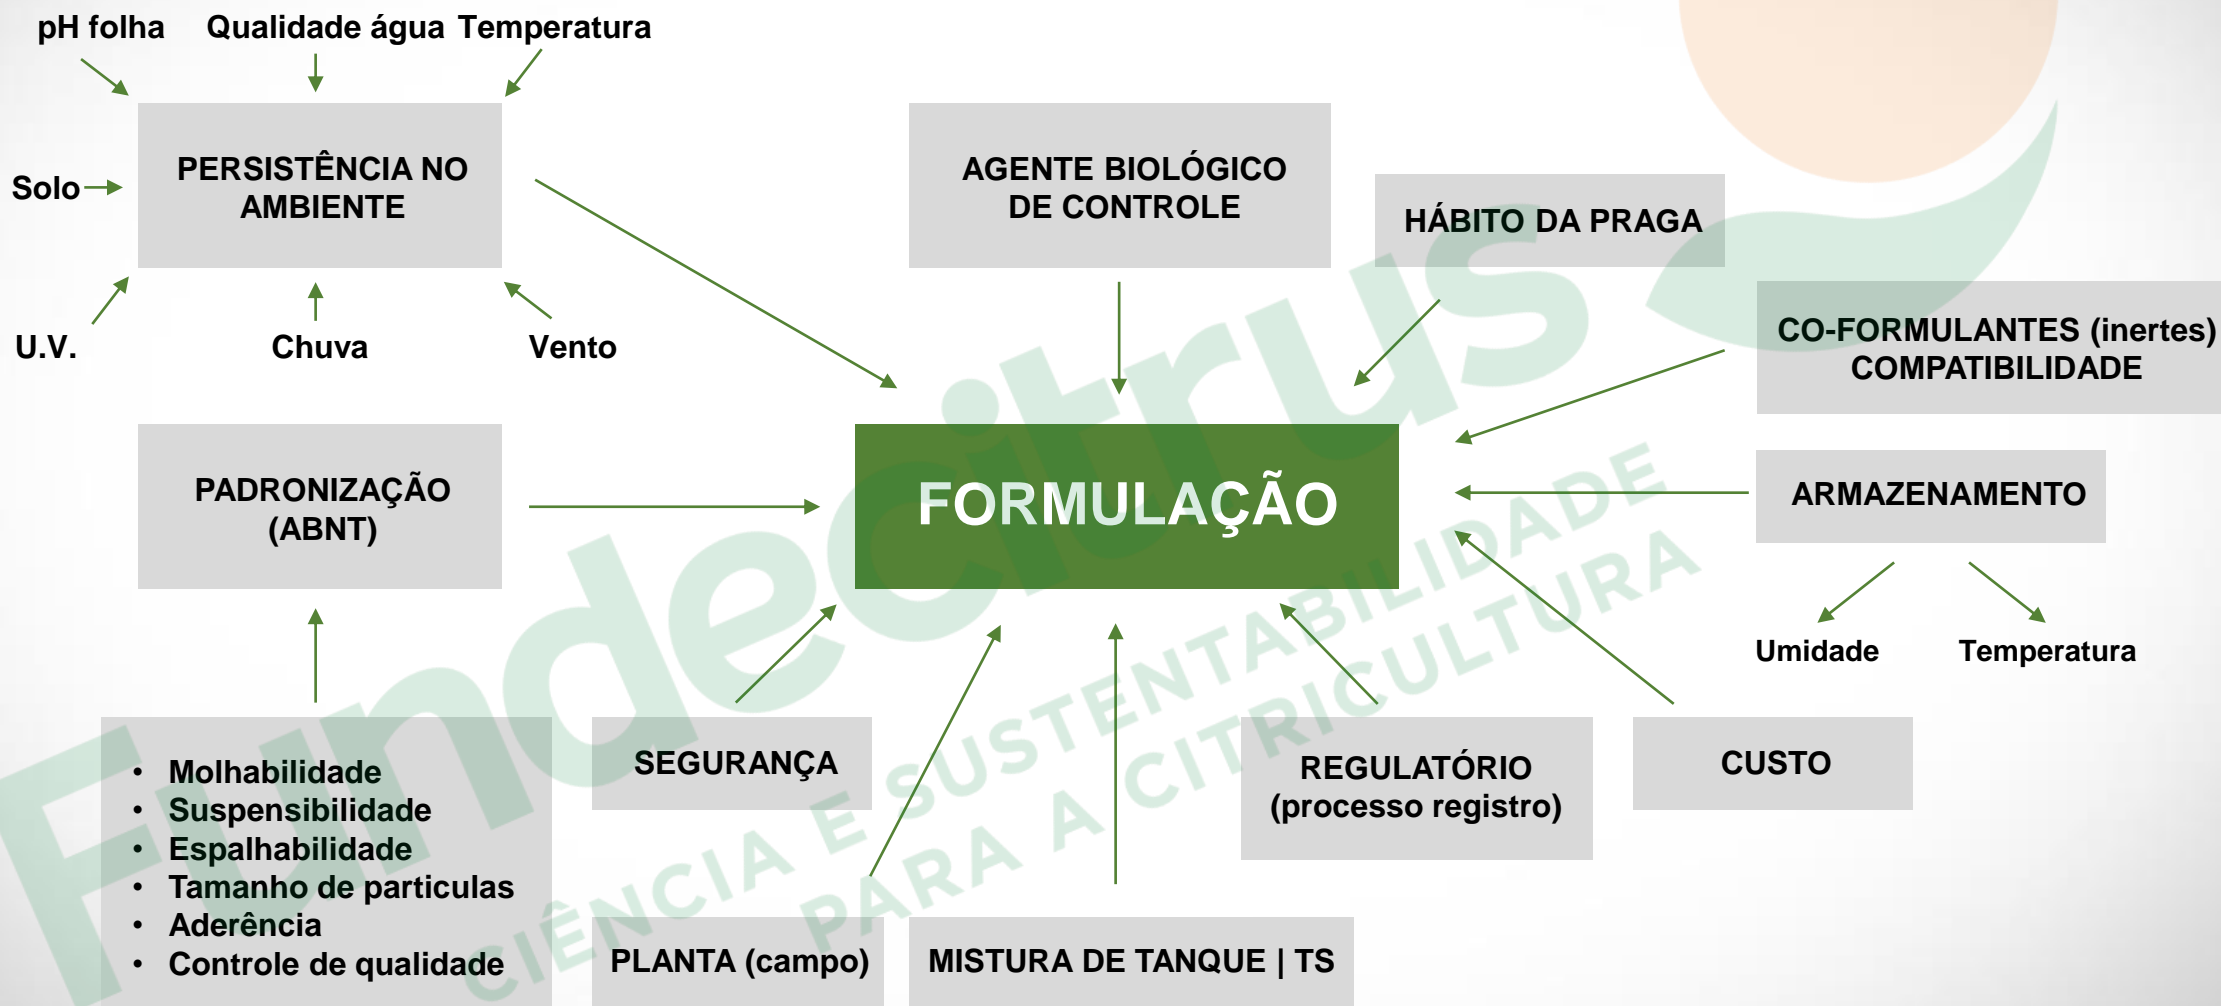 pH folha
Qualidade água
Temperatura
PERSISTÊNCIA NO
AMBIENTE
Solo
U.V.
Chuva
Vento
AGENTE BIOLÓGICO
DE CONTROLE
HÁBITO DA PRAGA
CO-FORMULANTES (inertes)
COMPATIBILIDADE
PADRONIZAÇÃO
(ABNT)
FORMULAÇÃO
ARMAZENAMENTO
Umidade
Temperatura
• Molhabilidade
• Suspensibilidade
• Espalhabilidade
• Tamanho de particulas
• Aderência
• Controle de qualidade
SEGURANÇA
REGULATÓRIO
(processo registro)
CUSTO
PLANTA (campo)
MISTURA DE TANQUE | TS
Fundecitrus
CIÊNCIA E SUSTENTABILIDADE
PARA A CITRICULTURA